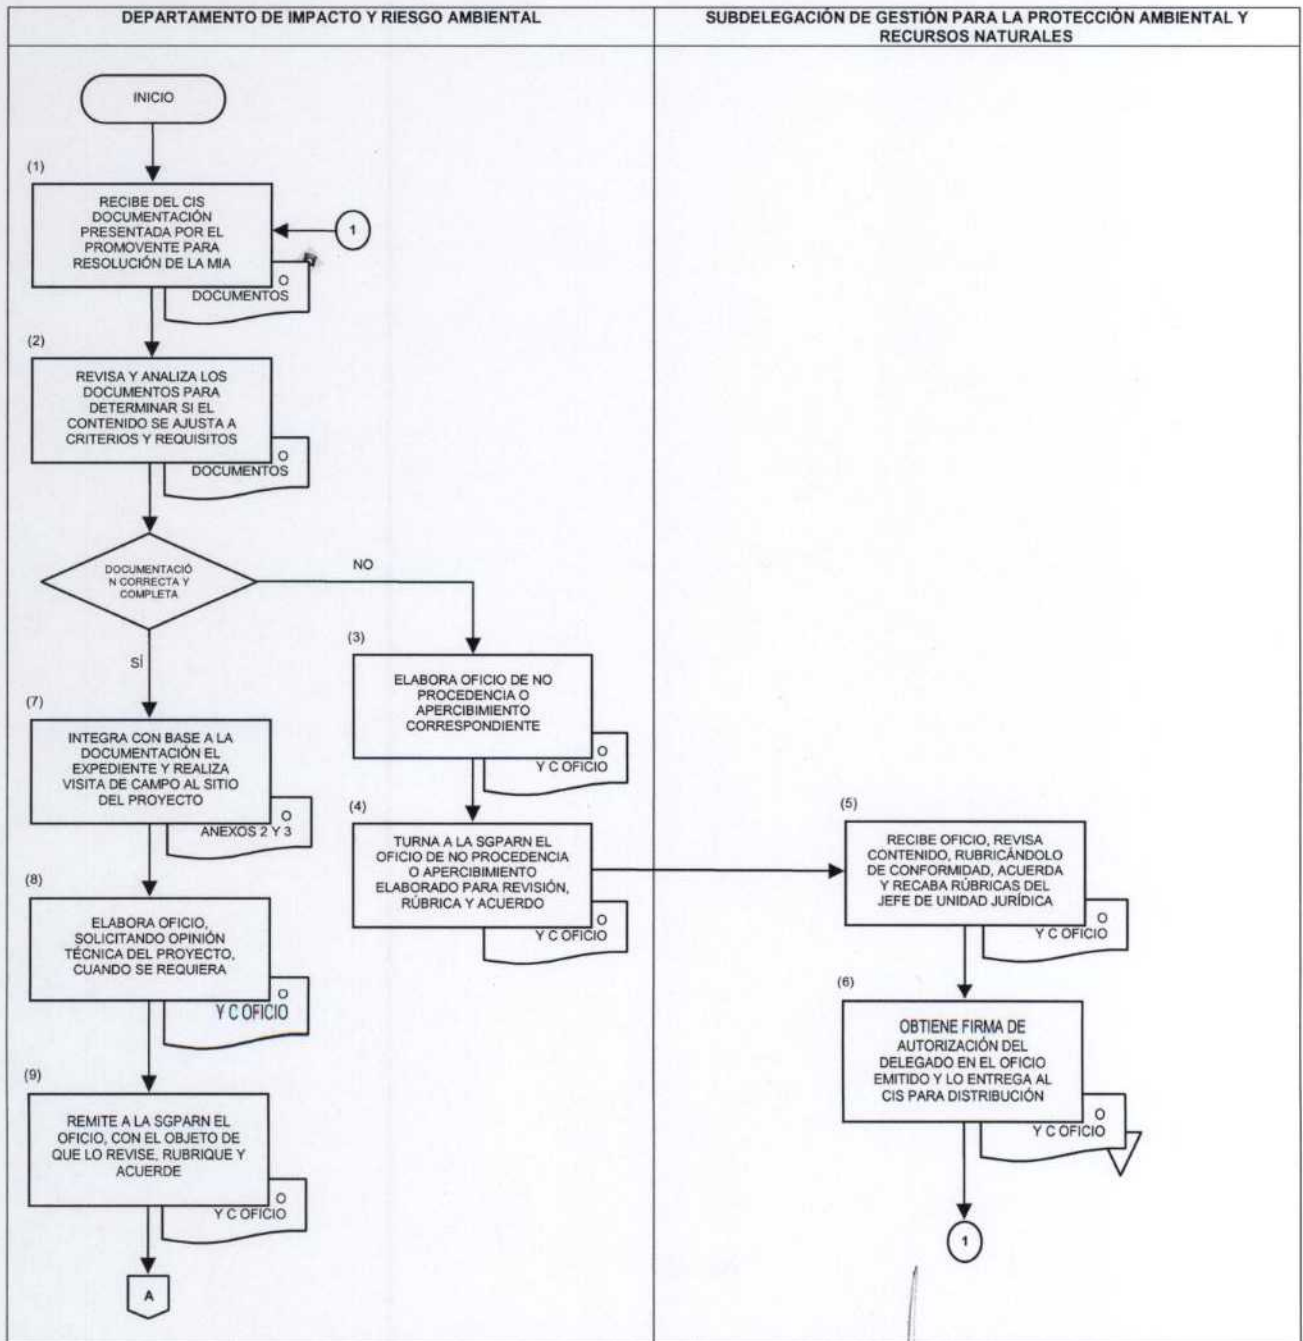 DEPARTAMENTO DE IMPACTO Y RIESGO AMBIENTAL
SUBDELEGACIÓN DE GESTIÓN PARA LA PROTECCIÓN AMBIENTAL Y
RECURSOS NATURALES
INICIO
(1)
RECIBE DEL CIS
DOCUMENTACIÓN
PRESENTADA POR EL
PROMOVENTE PARA
RESOLUCIÓN DE LA MIA
1
O
DOCUMENTOS
(2)
REVISA Y ANALIZA LOS
DOCUMENTOS PARA
DETERMINAR SI EL
CONTENIDO SE AJUSTA A
CRITERIOS Y REQUISITOS
O
DOCUMENTOS
DOCUMENTACIÓ
N CORRECTA Y
COMPLETA
NO
SÍ
(3)
ELABORA OFICIO DE NO
PROCEDENCIA O
APERCIBIMIENTO
CORRESPONDIENTE
O
Y C OFICIO
(7)
INTEGRA CON BASE A LA
DOCUMENTACIÓN EL
EXPEDIENTE Y REALIZA
VISITA DE CAMPO AL SITIO
DEL PROYECTO
O
ANEXOS 2 Y 3
(4)
TURNA A LA SGPARN EL
OFICIO DE NO PROCEDENCIA
O APERCIBIMIENTO
ELABORADO PARA REVISIÓN,
RÚBRICA Y ACUERDO
O
Y C OFICIO
(5)
RECIBE OFICIO, REVISA
CONTENIDO, RUBRICÁNDOLO
DE CONFORMIDAD, ACUERDA
Y RECABA RÚBRICAS DEL
JEFE DE UNIDAD JURÍDICA
O
Y C OFICIO
(8)
ELABORA OFICIO,
SOLICITANDO OPINIÓN
TÉCNICA DEL PROYECTO,
CUANDO SE REQUIERA
O
Y C OFICIO
(6)
OBTIENE FIRMA DE
AUTORIZACIÓN DEL
DELEGADO EN EL OFICIO
EMITIDO Y LO ENTREGA AL
CIS PARA DISTRIBUCIÓN
O
Y C OFICIO
(9)
REMITE A LA SGPARN EL
OFICIO, CON EL OBJETO DE
QUE LO REVISE, RUBRIQUE Y
ACUERDE
O
Y C OFICIO
1
A